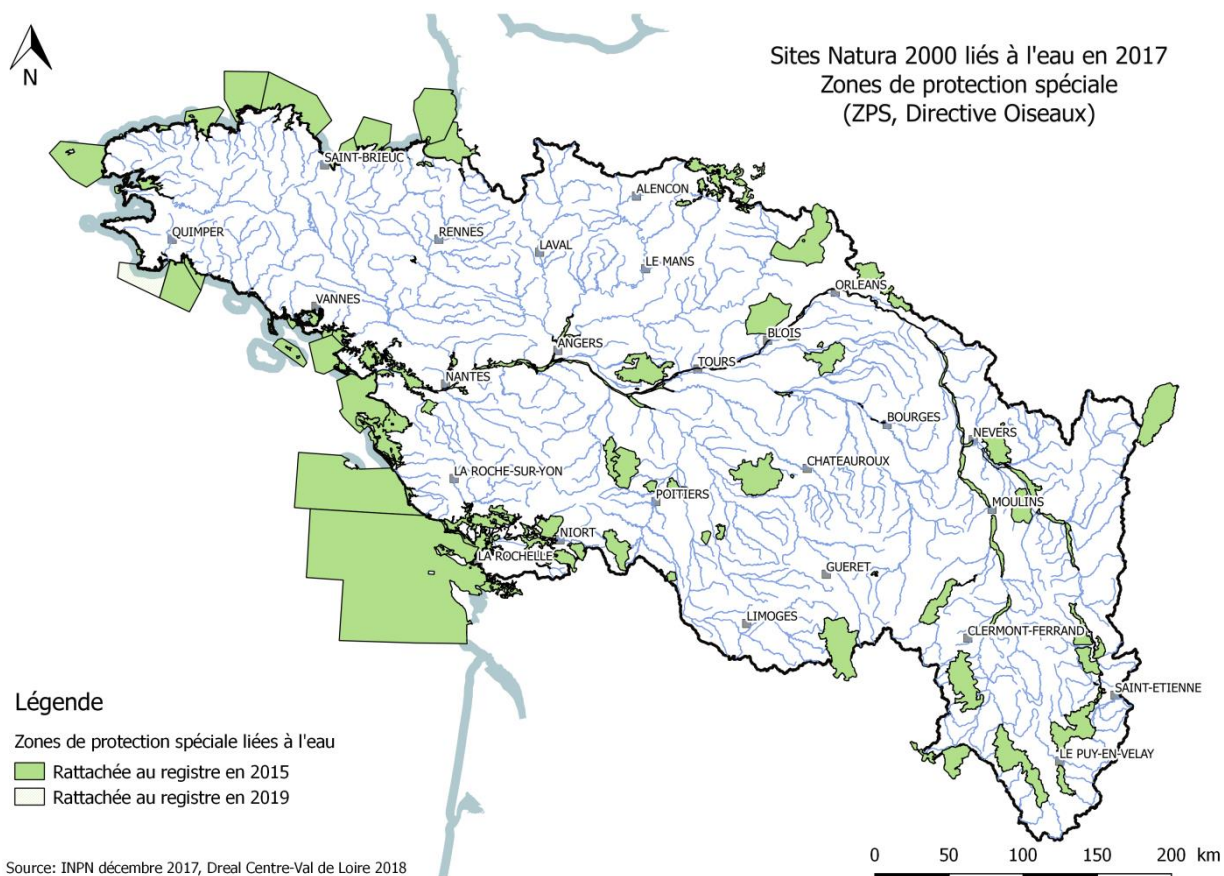 Sites Natura 2000 liés à l'eau en 2017
Zones de protection spéciale
(ZPS, Directive Oiseaux)
N
SAINT-BRIEUC
ALENCON
QUIMPER
RENNES
LAVAL
LE MANS
ORLEANS
VANNES
BLOIS
ANGERS
TOURS
NANTES
BOURGES
NEVERS
LA ROCHE-SUR-YON
CHATEAUROUX
POITIERS
MOULINS
NIORT
LA ROCHELLE
GUERET
LIMOGES
CLERMONT-FERRAND
SAINT-ETIENNE
LE PUY-EN-VELAY
Légende
Zones de protection spéciale liées à l'eau
Rattachée au registre en 2015
Rattachée au registre en 2019
Source: INPN décembre 2017, Dreal Centre-Val de Loire 2018
0 50 100 150 200 km